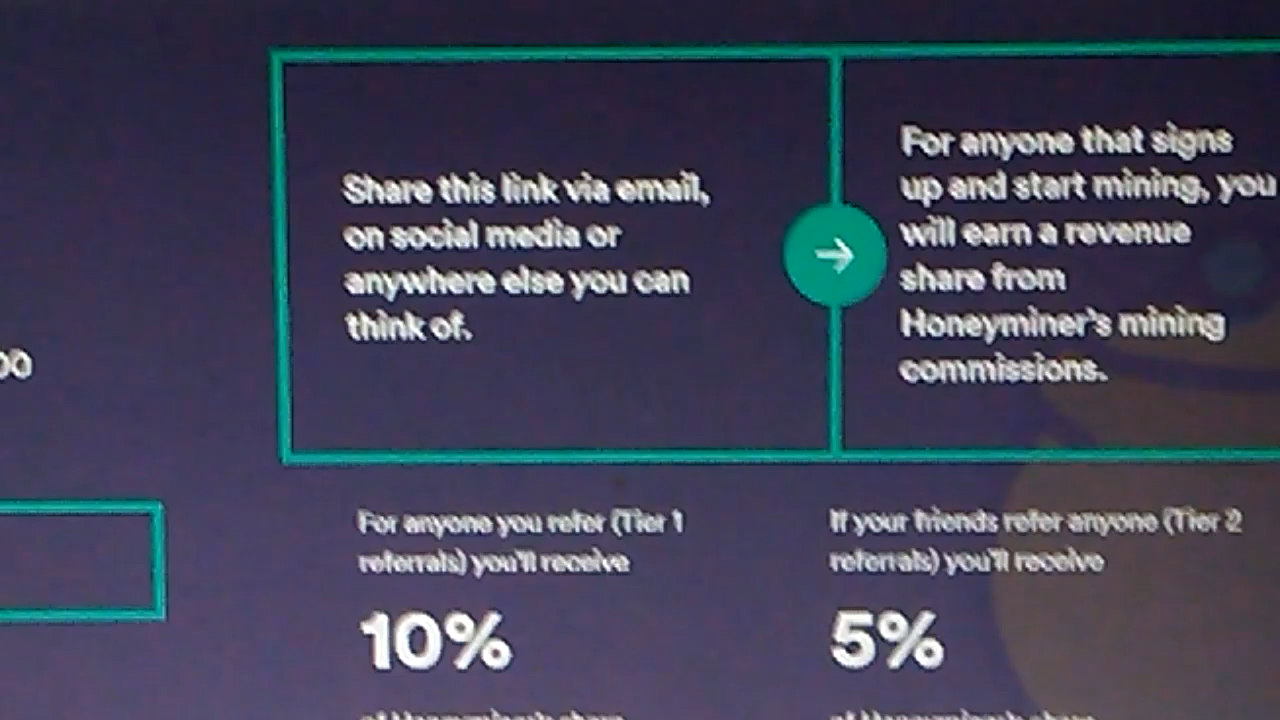 Share this link via email,
on social media or
anywhere else you can
think of.
For anyone that signs
up and start mining, you
will earn a revenue
share from
Honeyminer's mining
commissions.
00
For anyone you refer (Tier 1
referrals) you'll receive
10%
If your friends refer anyone (Tier 2
referrals) you'll receive
5%